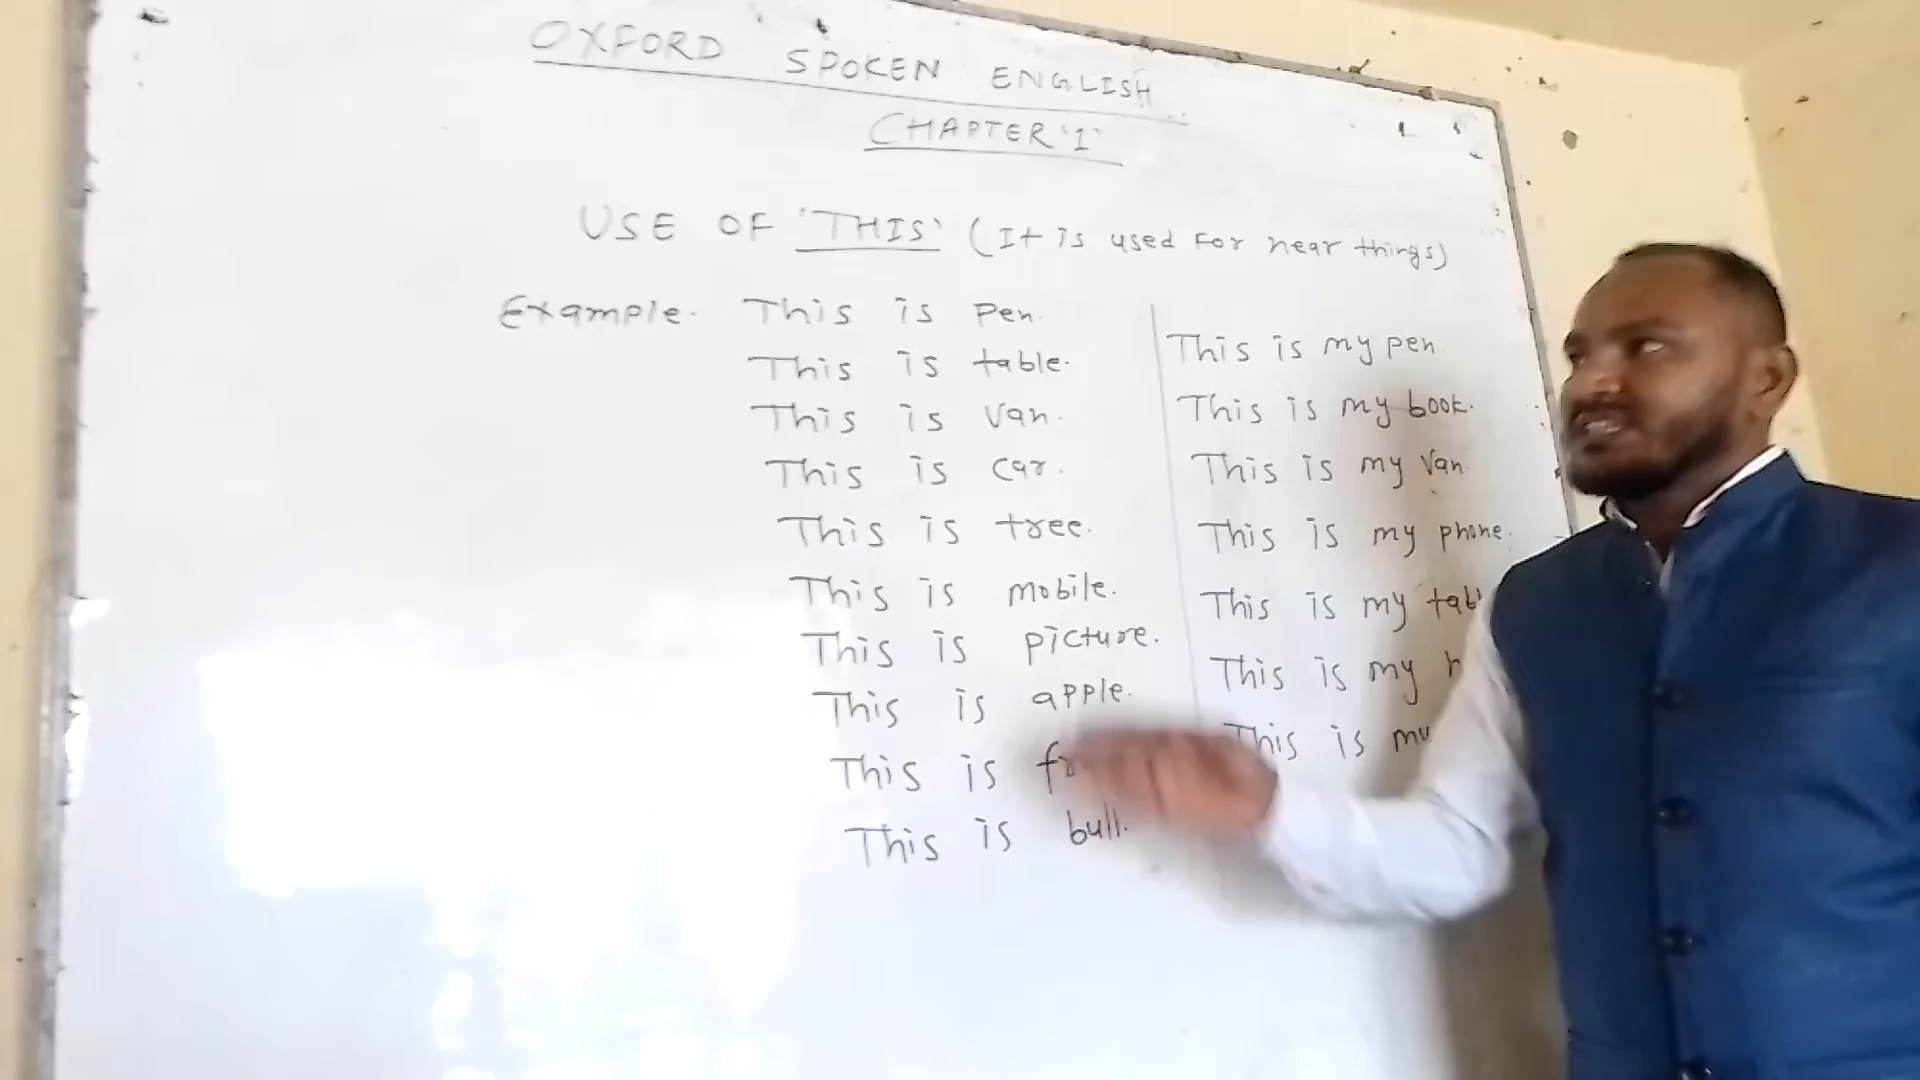 OXFORD SPOKEN ENGLISH
CHAPTER '1'
USE OF 'THIS' (It is used for near things)
Example. This is pen.
This is table.
This is van.
This is car.
This is tree.
This is mobile.
This is picture.
This is apple.
This is
This is bull.
This is my pen.
This is my book.
This is my van
This is my phone.
This is my
This is my
This is